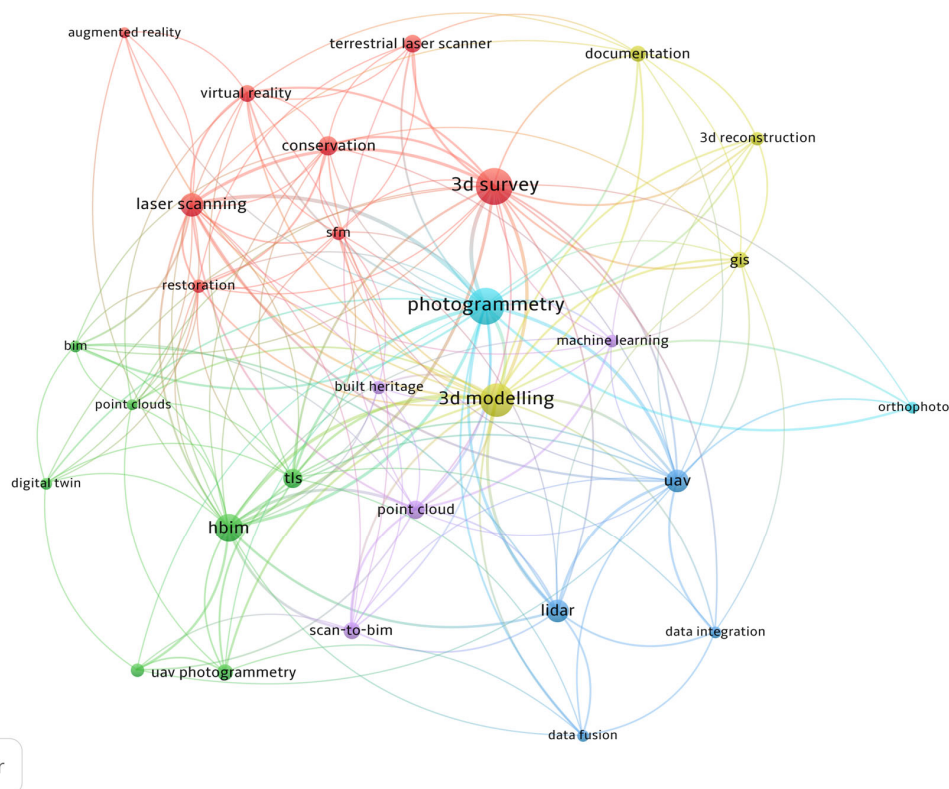 augmented reality
terrestrial laser scanner
documentation
virtual reality
3d reconstruction
conservation
3d survey
laser scanning
sfm
gis
restoration
photogrammetry
machine learning
bim
built heritage
3d modelling
point clouds
orthophoto
tls
uav
digital twin
point cloud
hbim
lidar
scan-to-bim
data integration
uav photogrammetry
data fusion
r